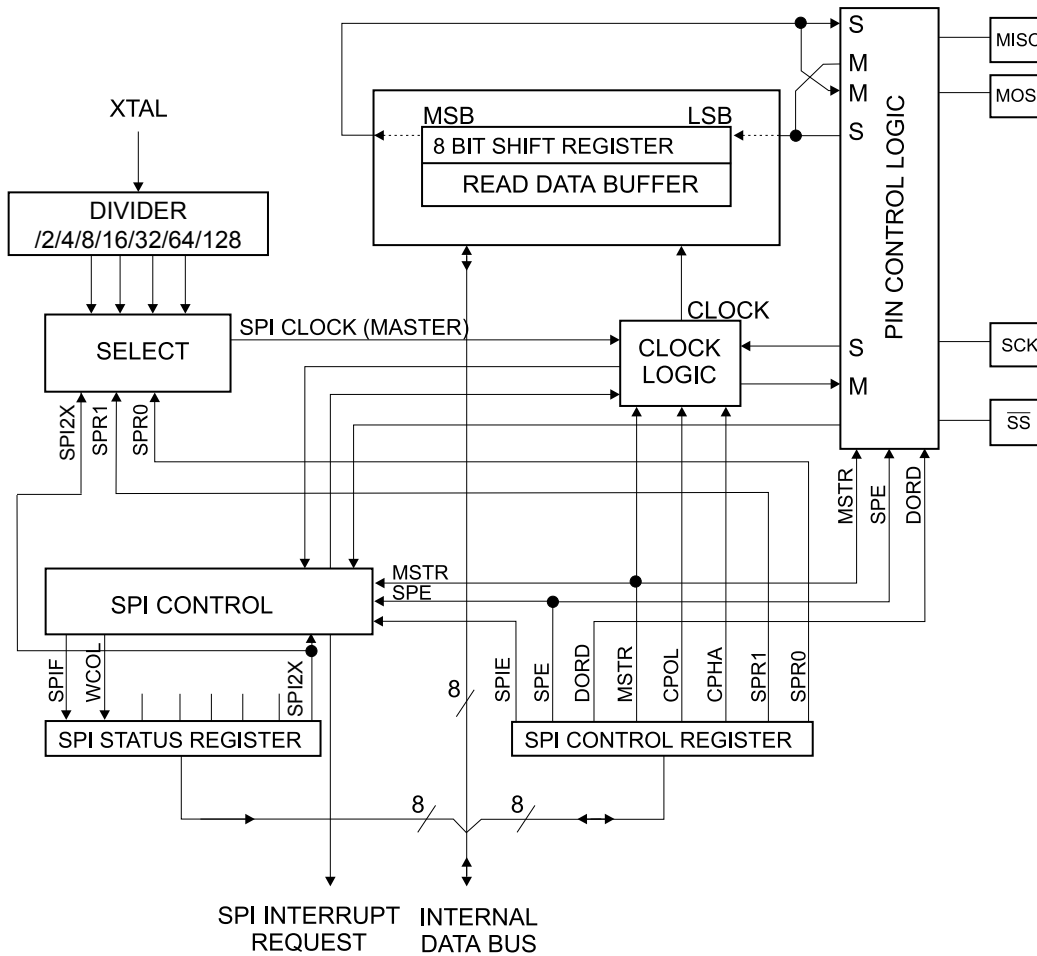 S
MISO
M
M
MOSI
S
XTAL
MSB
LSB
8 BIT SHIFT REGISTER
READ DATA BUFFER
DIVIDER
/2/4/8/16/32/64/128
PIN CONTROL LOGIC
SPI CLOCK (MASTER)
CLOCK
SELECT
CLOCK
LOGIC
S
SCK
M
SS
SPI2X
SPR1
SPR0
MSTR
SPE
DORD
MSTR
SPE
SPI CONTROL
SPIF
WCOL
SPI2X
8
SPIE
SPE
DORD
MSTR
CPOL
CPHA
SPR1
SPR0
SPI STATUS REGISTER
SPI CONTROL REGISTER
8
8
SPI INTERRUPT
REQUEST
INTERNAL
DATA BUS